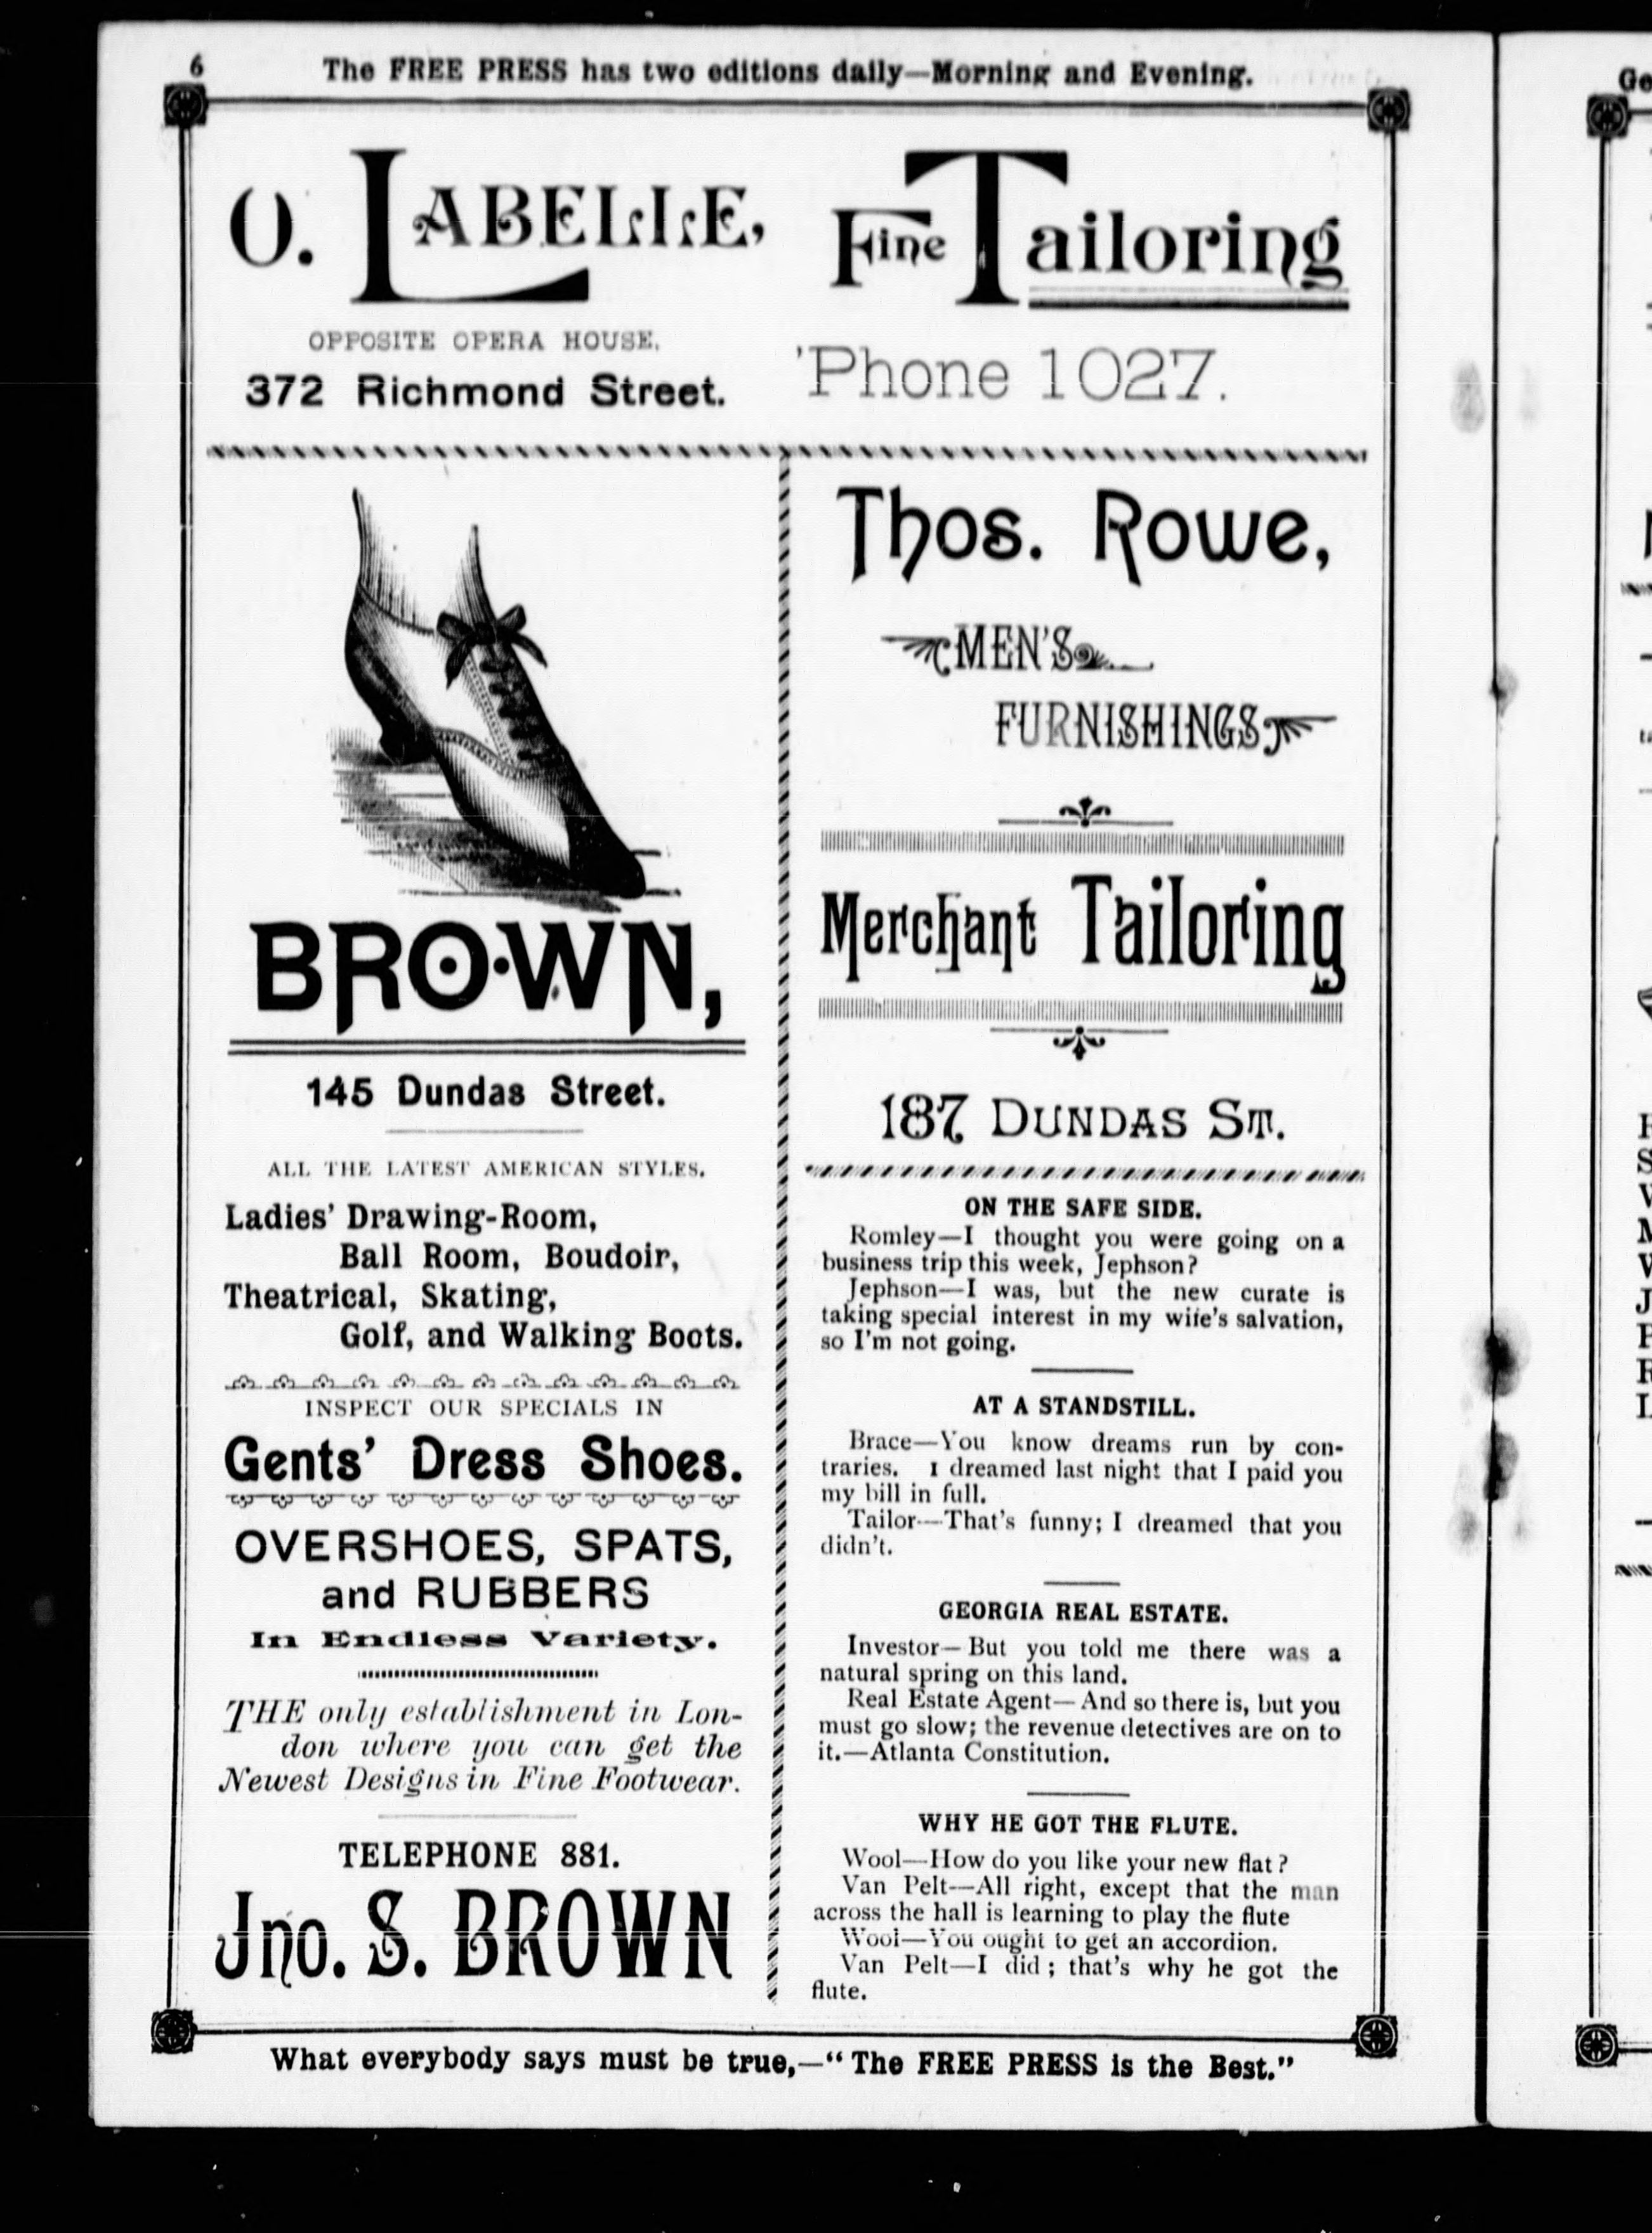 6
The FREE PRESS has two editions daily—Morning and Evening.
O. LABELLE,
Fine Tailoring
OPPOSITE OPERA HOUSE,
372 Richmond Street.
'Phone 1027.
BROWN,
145 Dundas Street.
ALL THE LATEST AMERICAN STYLES.
Ladies' Drawing-Room,
Ball Room, Boudoir,
Theatrical, Skating,
Golf, and Walking Boots.
INSPECT OUR SPECIALS IN
Gents' Dress Shoes.
OVERSHOES, SPATS,
and RUBBERS
In Endless Variety.
THE only establishment in Lon-
don where you can get the
Newest Designs in Fine Footwear.
TELEPHONE 881.
Jno. S. BROWN
Thos. Rowe,
MEN'S
FURNISHINGS
Merchant Tailoring
187 DUNDAS ST.
ON THE SAFE SIDE.
Romley—I thought you were going on a
business trip this week, Jephson?
Jephson—I was, but the new curate is
taking special interest in my wife's salvation,
so I'm not going.
AT A STANDSTILL.
Brace—You know dreams run by con-
traries. I dreamed last night that I paid you
my bill in full.
Tailor—That's funny; I dreamed that you
didn't.
GEORGIA REAL ESTATE.
Investor—But you told me there was a
natural spring on this land.
Real Estate Agent—And so there is, but you
must go slow; the revenue detectives are on to
it.—Atlanta Constitution.
WHY HE GOT THE FLUTE.
Wool—How do you like your new flat?
Van Pelt—All right, except that the man
across the hall is learning to play the flute
Wool—You ought to get an accordion.
Van Pelt—I did; that's why he got the
flute.
What everybody says must be true,—"The FREE PRESS is the Best."